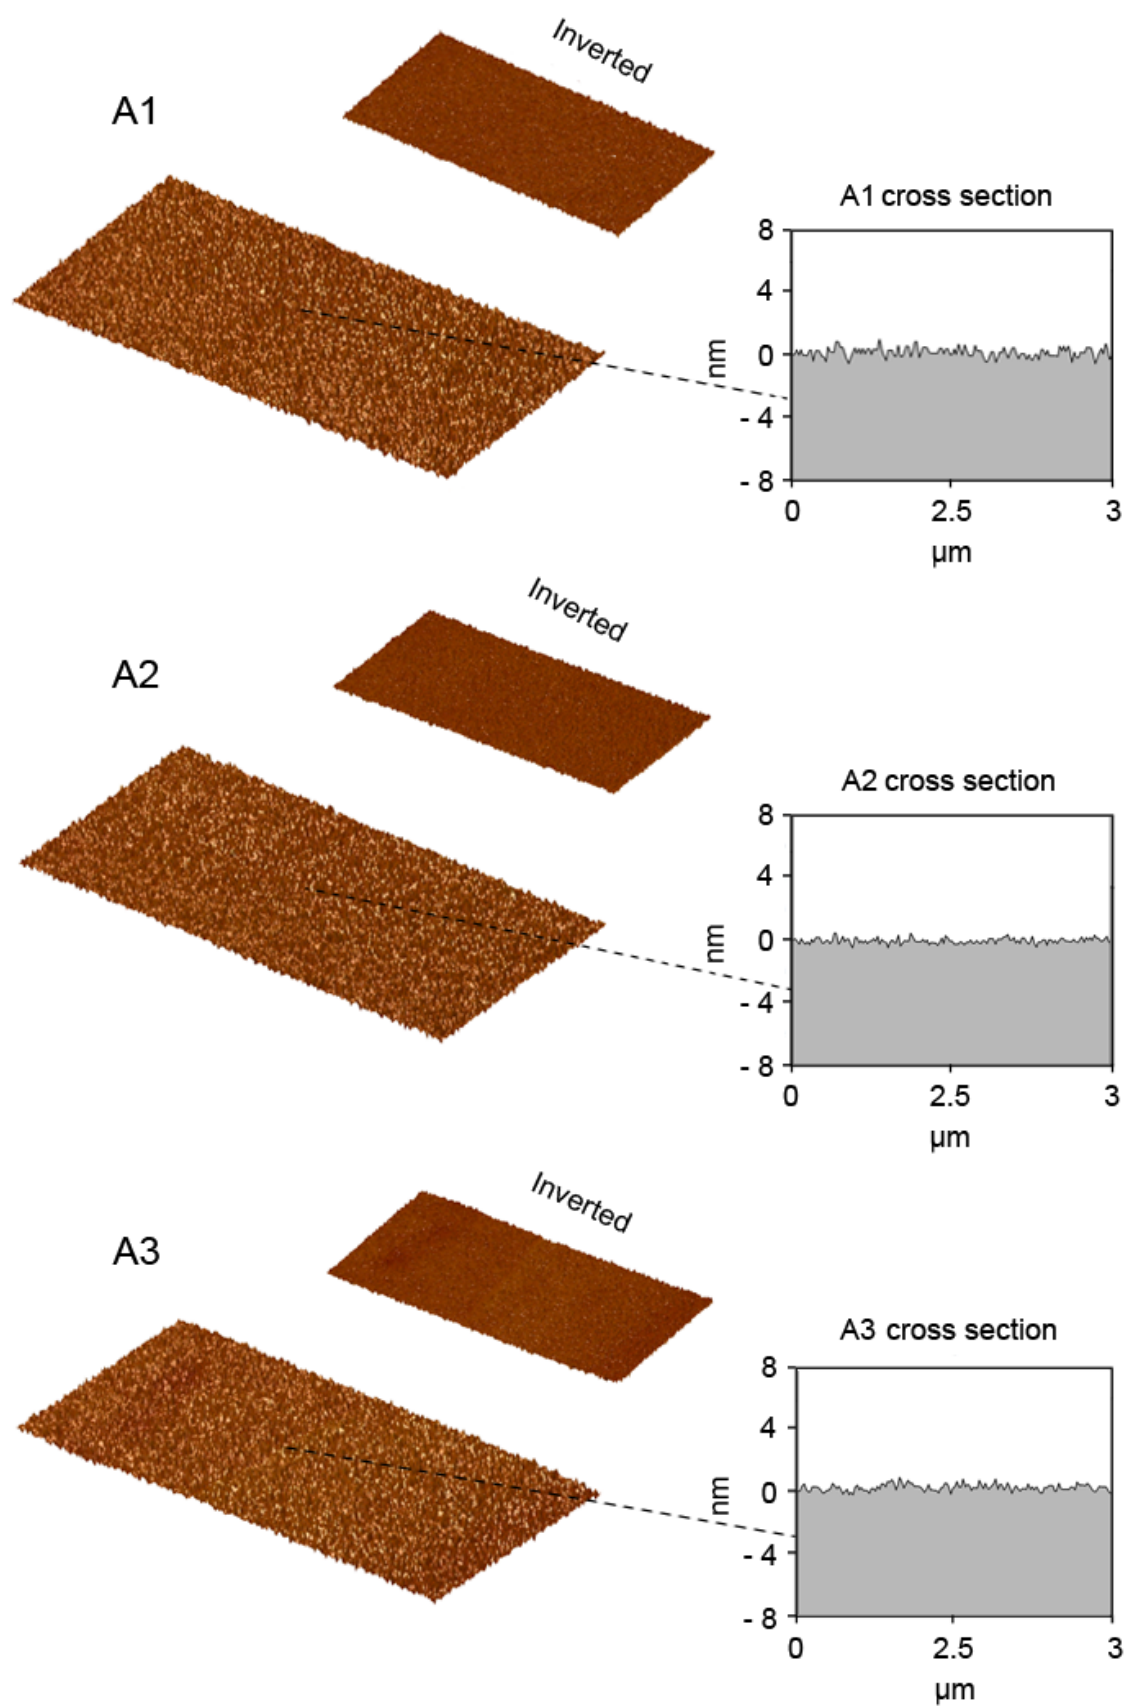 Inverted
A1
A1 cross section
8
4
0
- 4
- 8
nm
0 2.5 3
µm
Inverted
A2
A2 cross section
8
4
0
- 4
- 8
nm
0 2.5 3
µm
Inverted
A3
A3 cross section
8
4
0
- 4
- 8
nm
0 2.5 3
µm